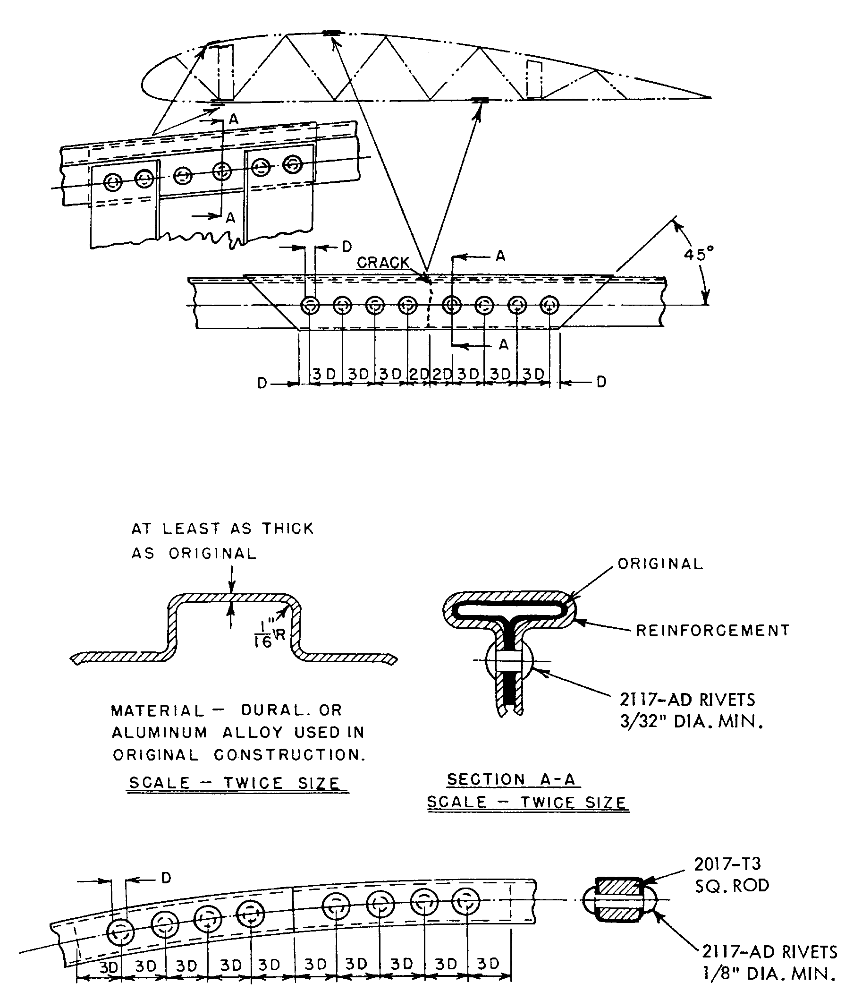 A
A
D
CRACK
A
45°
A
3D 3D 3D 2D 2D 3D 3D 3D
D D
AT LEAST AS THICK
AS ORIGINAL
1/16" R
ORIGINAL
REINFORCEMENT
2117-AD RIVETS
3/32" DIA. MIN.
MATERIAL - DURAL. OR
ALUMINUM ALLOY USED IN
ORIGINAL CONSTRUCTION.
SCALE - TWICE SIZE
SECTION A-A
SCALE - TWICE SIZE
D
2017-T3
SQ. ROD
3D 3D 3D 3D 3D 3D 3D 3D 3D 3D
2117-AD RIVETS
1/8" DIA. MIN.